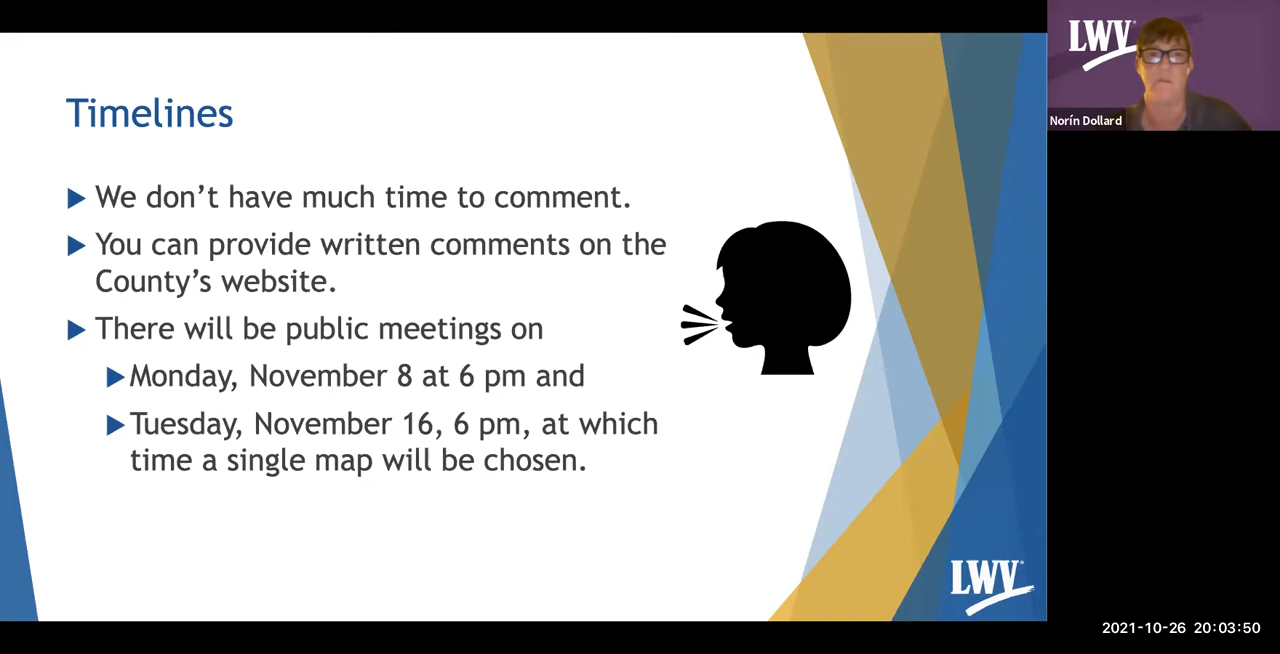 Timelines
We don't have much time to comment.
You can provide written comments on the
County's website.
There will be public meetings on
Monday, November 8 at 6 pm and
Tuesday, November 16, 6 pm, at which
time a single map will be chosen.
LWV
LWV
Norín Dollard
2021-10-26 20:03:50